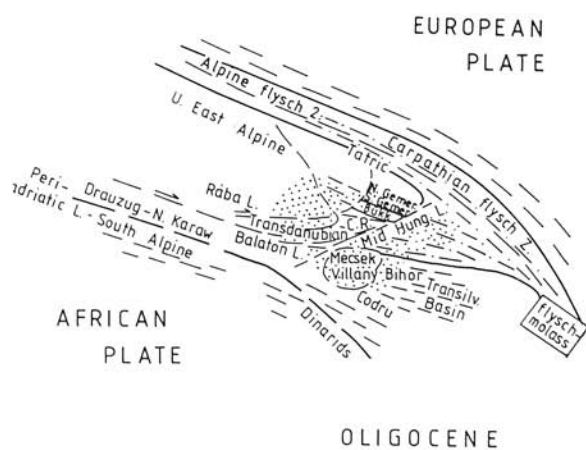 EUROPEAN
PLATE
Alpine flysch Z.
Carpathian flysch Z.
U. East Alpine
Tatric
N. Gemer
Bükk
Rába L.
Transdanubian C.R.
Mid Hung. L.
Balaton L.
Peri-
adriatic L.-South Alpine
Drauzug-N. Karaw
Mecsek
Villány
Bihor
Codru
Transilv.
Basin
Dinarids
flysch-
molass
AFRICAN
PLATE
OLIGOCENE